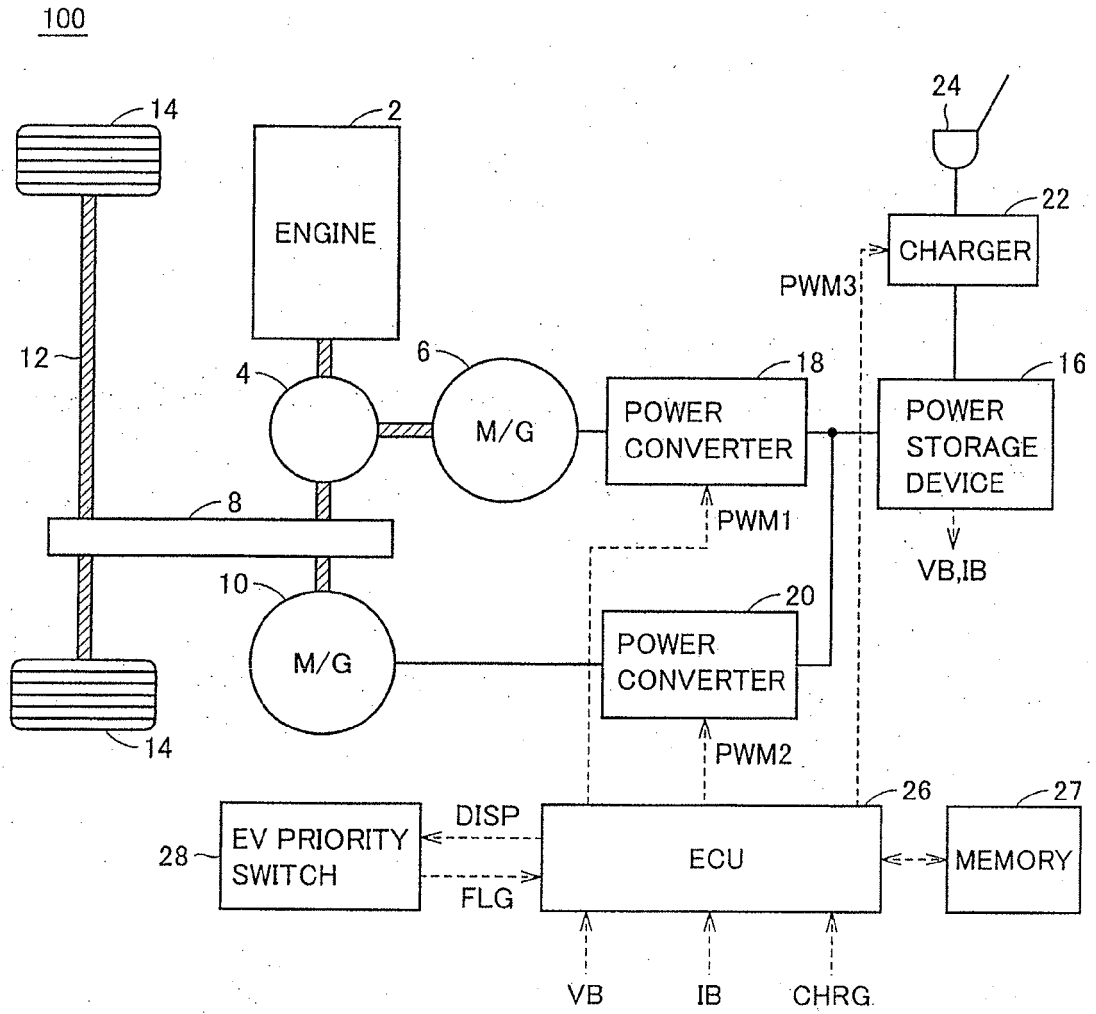 100
14
2
24
ENGINE
22
CHARGER
PWM3
12
4
6
18
16
M/G
POWER
CONVERTER
POWER
STORAGE
DEVICE
8
PWM1
VB,IB
10
20
M/G
POWER
CONVERTER
14
PWM2
26
27
28
EV PRIORITY
SWITCH
DISP
FLG
ECU
MEMORY
VB
IB
CHRG